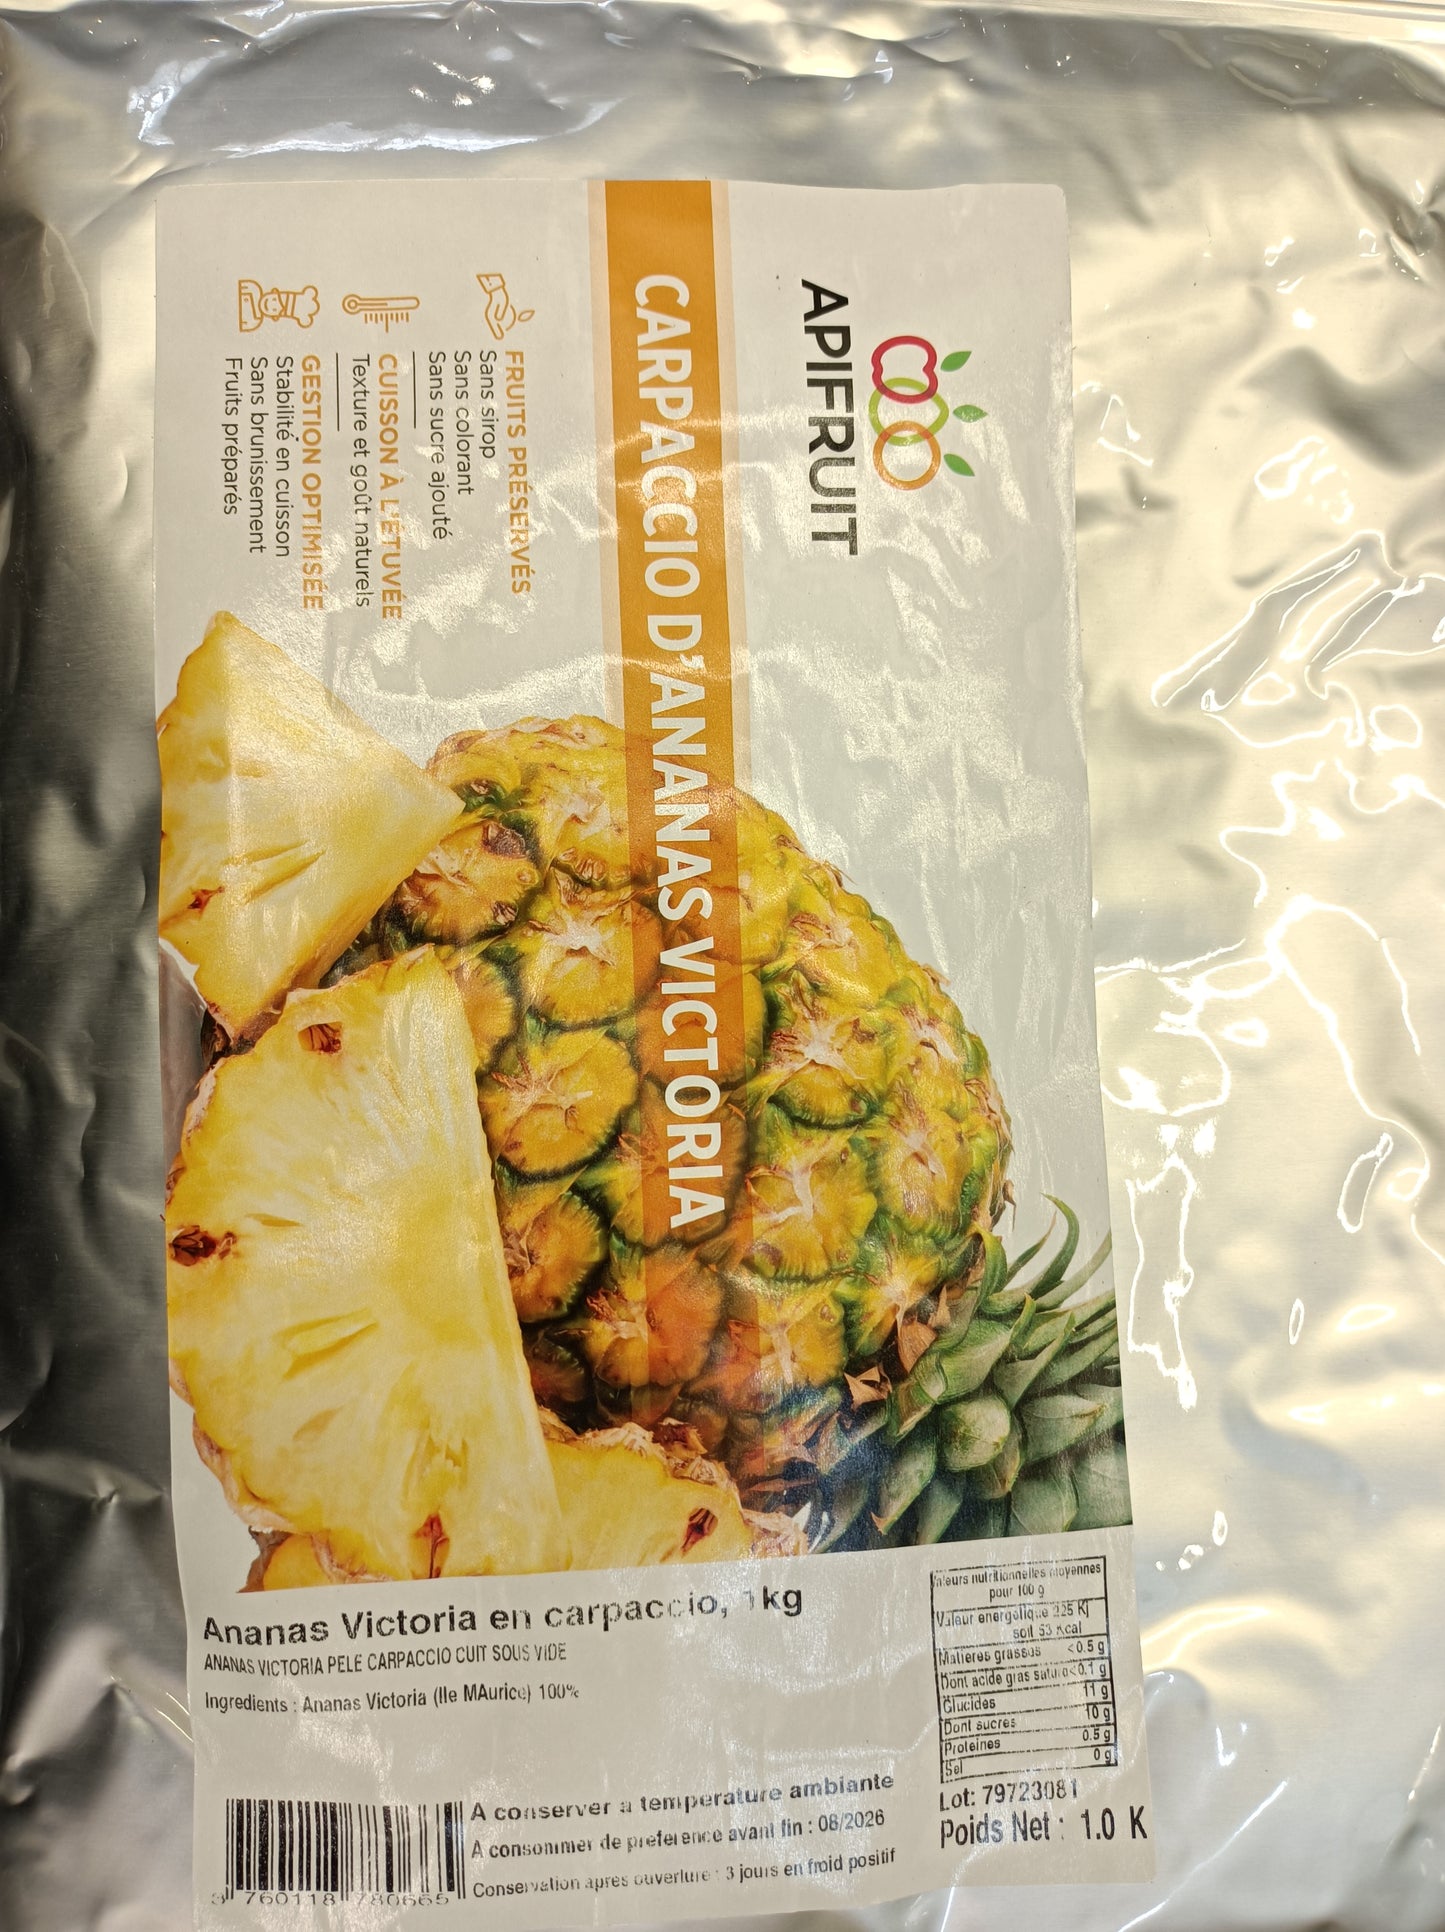 APIFRUIT
CARPACCIO D'ANANAS VICTORIA
FRUITS PRÉSERVÉS
Sans sirop
Sans colorant
Sans sucre ajouté
CUISSON À L'ÉTUVÉE
Texture et goût naturels
GESTION OPTIMISÉE
Stabilité en cuisson
Sans brunissement
Fruits préparés
Ananas Victoria en carpaccio, 1kg
ANANAS VICTORIA PELE CARPACCIO CUIT SOUS VIDE
Ingredients : Ananas Victoria (Ile MAurice) 100%
Valeurs nutritionnelles moyennes
pour 100 g
Valeur energetique 225 Kj
soit 53 Kcal
Matieres grasses <0.5 g
Dont acide gras satura<0.1 g
Glucides 11 g
Dont sucres 10 g
Proteines 0.5 g
Sel 0 g
Lot: 79723081
Poids Net : 1.0 K
A conserver a temperature ambiante
A consommer de preference avant fin : 08/2026
Conservation apres ouverture : 3 jours en froid positif
3 760118 780665